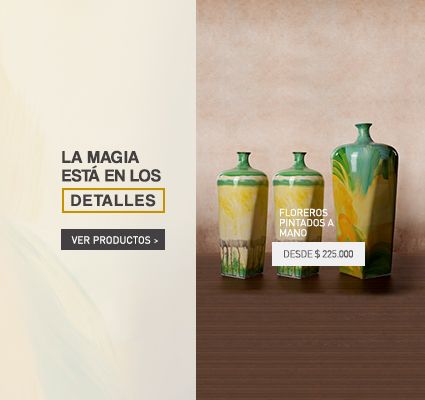 LA MAGIA
ESTÁ EN LOS
DETALLES
VER PRODUCTOS >
FLOREROS
PINTADOS A
MANO
DESDE $ 225.000